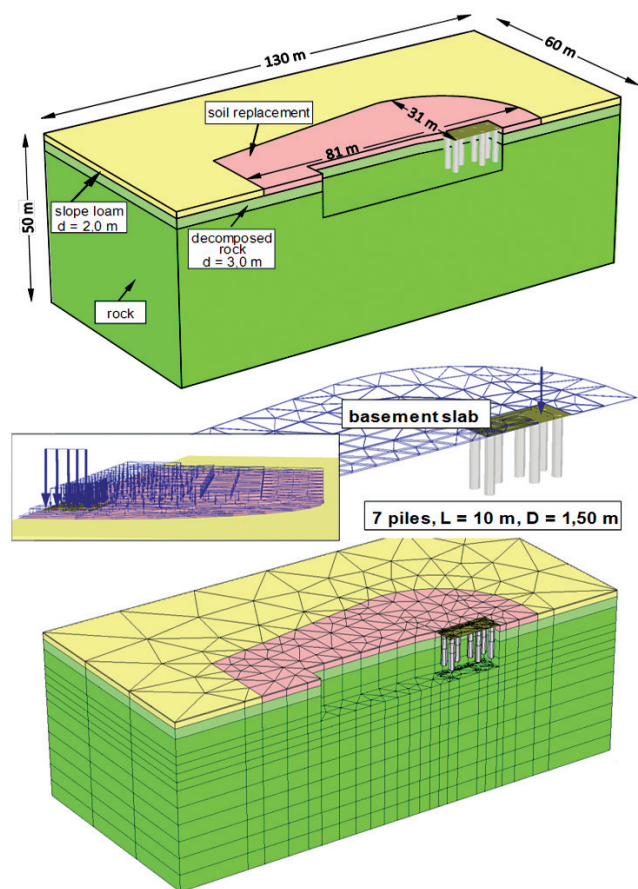 130 m
60 m
soil replacement
31 m
81 m
50 m
slope loam
d = 2,0 m
decomposed
rock
d = 3,0 m
rock
basement slab
7 piles, L = 10 m, D = 1,50 m